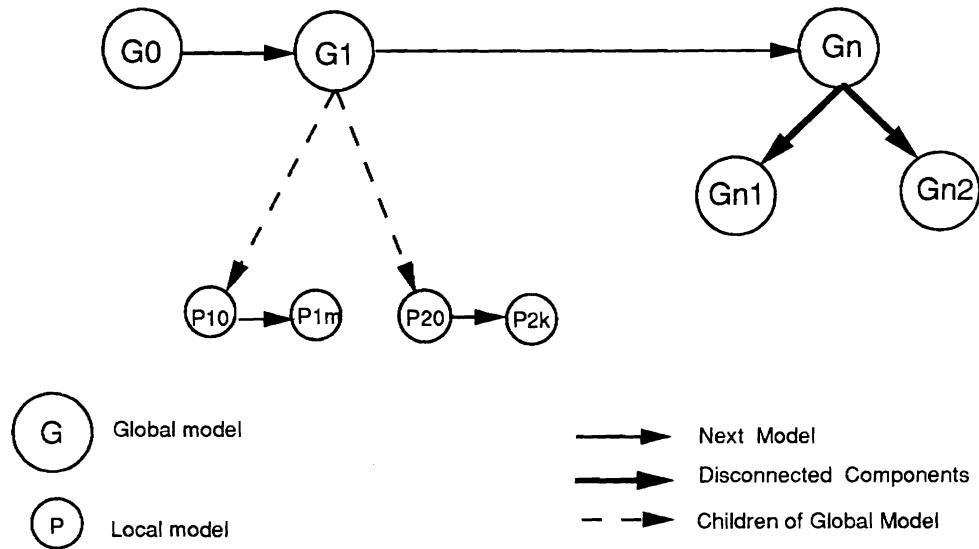 G0
G1
Gn
Gn1
Gn2
P10
P1m
P20
P2k
G
Global model
P
Local model
Next Model
Disconnected Components
Children of Global Model